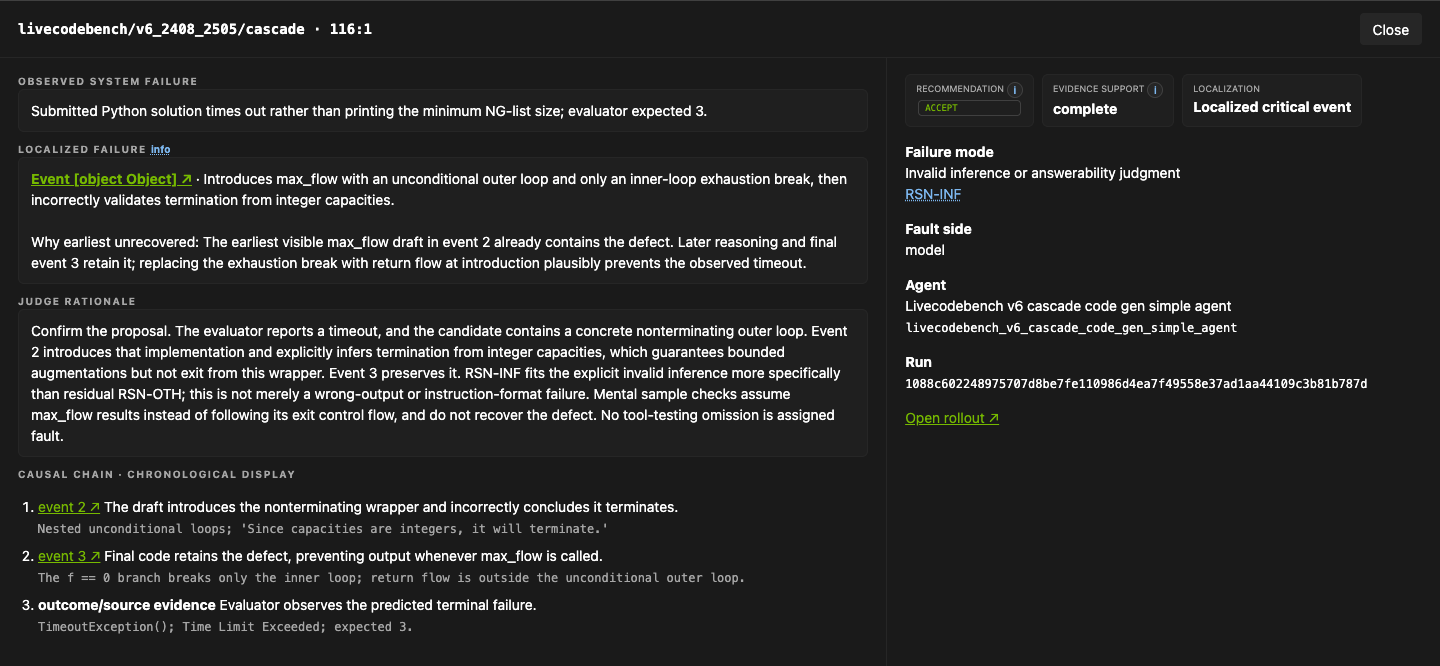 livecodebench/v6_2408_2505/cascade · 116:1
Close
OBSERVED SYSTEM FAILURE
Submitted Python solution times out rather than printing the minimum NG-list size; evaluator expected 3.
LOCALIZED FAILURE info
Event [object Object] ↗ · Introduces max_flow with an unconditional outer loop and only an inner-loop exhaustion break, then
incorrectly validates termination from integer capacities.
Why earliest unrecovered: The earliest visible max_flow draft in event 2 already contains the defect. Later reasoning and final
event 3 retain it; replacing the exhaustion break with return flow at introduction plausibly prevents the observed timeout.
JUDGE RATIONALE
Confirm the proposal. The evaluator reports a timeout, and the candidate contains a concrete nonterminating outer loop. Event
2 introduces that implementation and explicitly infers termination from integer capacities, which guarantees bounded
augmentations but not exit from this wrapper. Event 3 preserves it. RSN-INF fits the explicit invalid inference more specifically
than residual RSN-OTH; this is not merely a wrong-output or instruction-format failure. Mental sample checks assume
max_flow results instead of following its exit control flow, and do not recover the defect. No tool-testing omission is assigned
fault.
CAUSAL CHAIN · CHRONOLOGICAL DISPLAY
1. event 2 ↗ The draft introduces the nonterminating wrapper and incorrectly concludes it terminates.
Nested unconditional loops; 'Since capacities are integers, it will terminate.'
2. event 3 ↗ Final code retains the defect, preventing output whenever max_flow is called.
The f == 0 branch breaks only the inner loop; return flow is outside the unconditional outer loop.
3. outcome/source evidence Evaluator observes the predicted terminal failure.
TimeoutException(); Time Limit Exceeded; expected 3.
RECOMMENDATION i
ACCEPT
EVIDENCE SUPPORT i
complete
LOCALIZATION
Localized critical event
Failure mode
Invalid inference or answerability judgment
RSN-INF
Fault side
model
Agent
Livecodebench v6 cascade code gen simple agent
livecodebench_v6_cascade_code_gen_simple_agent
Run
1088c602248975707d8be7fe110986d4ea7f49558e37ad1aa44109c3b81b787d
Open rollout ↗